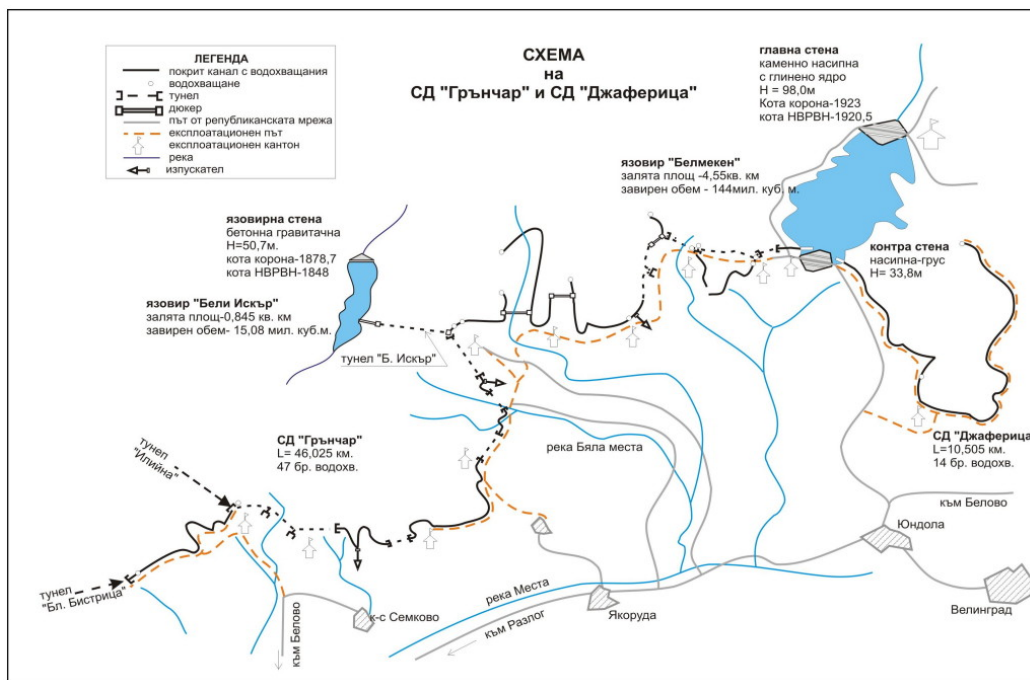 СХЕМА
на
СД "Грънчар" и СД "Джаферица"
ЛЕГЕНДА
покрит канал с водохващания
водохващане
тунел
дюкер
път от републиканската мрежа
експлоатационен път
експлоатационен кантон
река
изпускател
главна стена
каменно насипна
с глинено ядро
H = 98,0м
Кота корона-1923
кота НВРВН-1920,5
язовир "Белмекен"
залята площ -4,55кв. км
завирен обем - 144мил. куб. м.
язовирна стена
бетонна гравитачна
H=50,7м.
кота корона-1878,7
кота НВРВН-1848
язовир "Бели Искър"
залята площ-0,845 кв. км
завирен обем- 15,08 мил. куб.м.
контра стена
насипна-грус
H= 33,8м
тунел "Б. Искър"
СД "Грънчар"
L= 46,025 км.
47 бр. водохв.
река Бяла места
СД "Джаферица"
L=10,505 км.
14 бр. водохв.
тунел
"Илийна"
към Белово
Юндола
тунел
"Бл. Бистрица"
река Места
към Разлог
Якоруда
Велинград
к-с Семково
към Белово